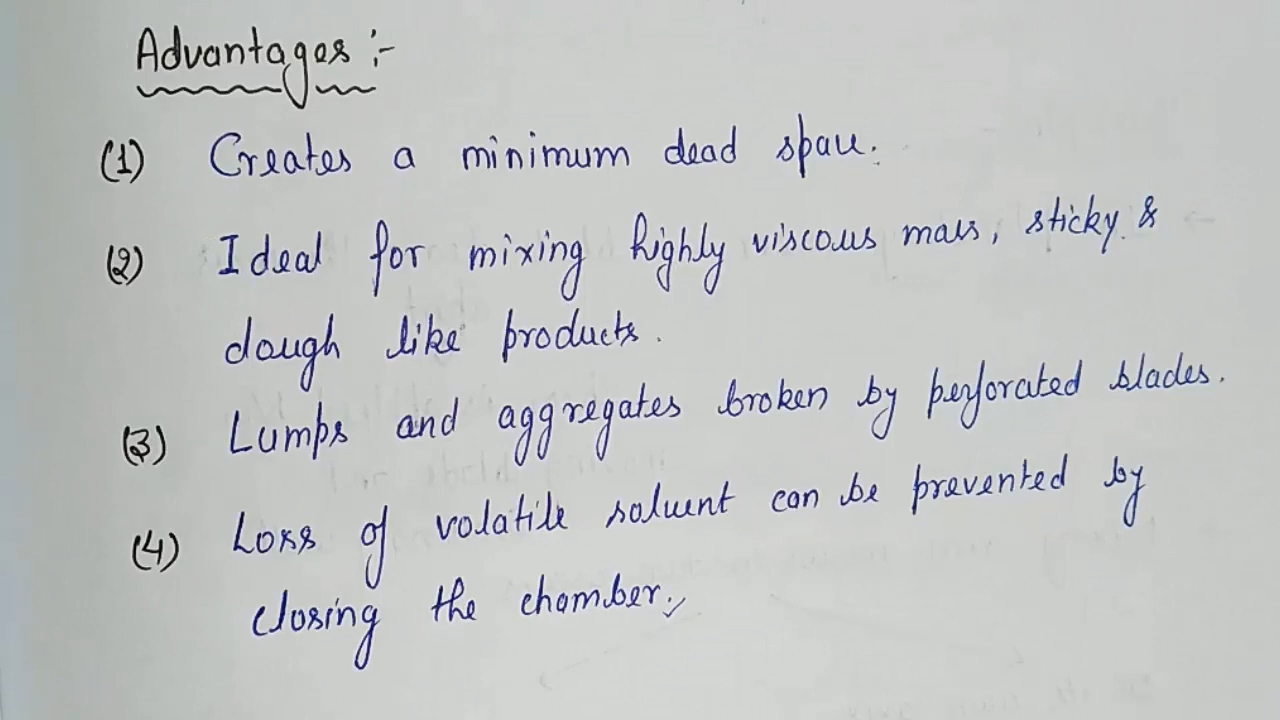 Advantages :-
(1) Creates a minimum dead space.
(2) Ideal for mixing highly viscous mass, sticky &
dough like products.
(3) Lumps and aggregates broken by perforated blades.
(4) Loss of volatile solvent can be prevented by
closing the chamber.